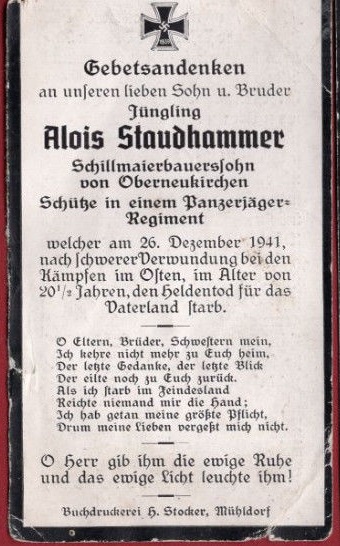 Gebetsandenken
an unseren lieben Sohn u. Bruder
Jüngling
Alois Staudhammer
Schillmaierbauerssohn
von Oberneukirchen
Schütze in einem Panzerjäger-
Regiment
welcher am 26. Dezember 1941,
nach schwerer Verwundung bei den
Kämpfen im Osten, im Alter von
20 1/2 Jahren, den Heldentod für das
Vaterland starb.
O Eltern, Brüder, Schwestern mein,
Ich kehre nicht mehr zu Euch heim,
Der letzte Gedanke, der letzte Blick
Der eilte noch zu Euch zurück.
Als ich starb im Feindesland
Reichte niemand mir die Hand;
Ich hab getan meine größte Pflicht,
Drum meine Lieben vergeßt mich nicht.
O Herr gib ihm die ewige Ruhe
und das ewige Licht leuchte ihm!
Buchdruckerei H. Stocker, Mühldorf